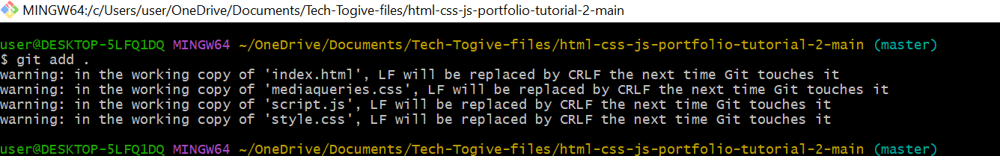 MINGW64:/c/Users/user/OneDrive/Documents/Tech-Togive-files/html-css-js-portfolio-tutorial-2-main
user@DESKTOP-5LFQ1DQ MINGW64 ~/OneDrive/Documents/Tech-Togive-files/html-css-js-portfolio-tutorial-2-main (master)
$ git add .
warning: in the working copy of 'index.html', LF will be replaced by CRLF the next time Git touches it
warning: in the working copy of 'mediaqueries.css', LF will be replaced by CRLF the next time Git touches it
warning: in the working copy of 'script.js', LF will be replaced by CRLF the next time Git touches it
warning: in the working copy of 'style.css', LF will be replaced by CRLF the next time Git touches it
user@DESKTOP-5LFQ1DQ MINGW64 ~/OneDrive/Documents/Tech-Togive-files/html-css-js-portfolio-tutorial-2-main (master)